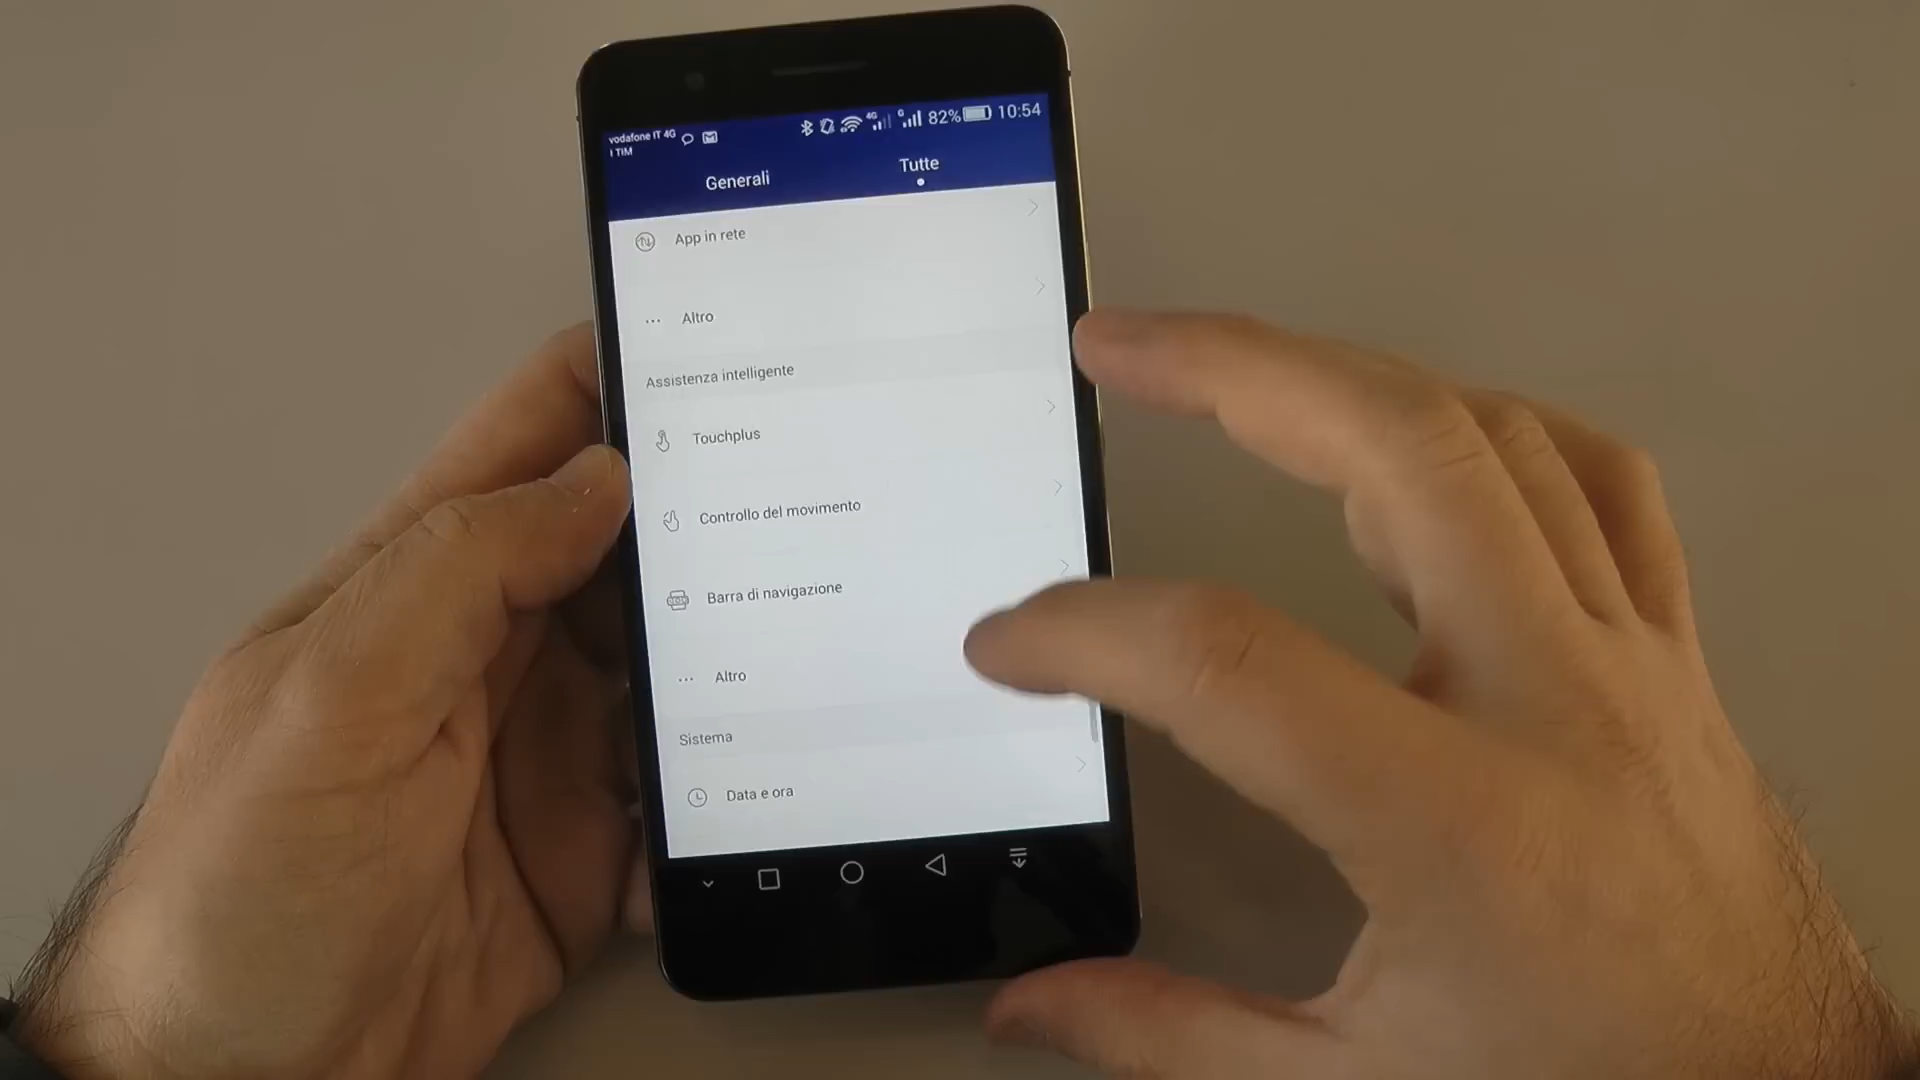 vodafone IT 4G 4G G 82% 10:54
I TIM
Generali Tutte
App in rete
Altro
Assistenza intelligente
Touchplus
Controllo del movimento
Barra di navigazione
Altro
Sistema
Data e ora